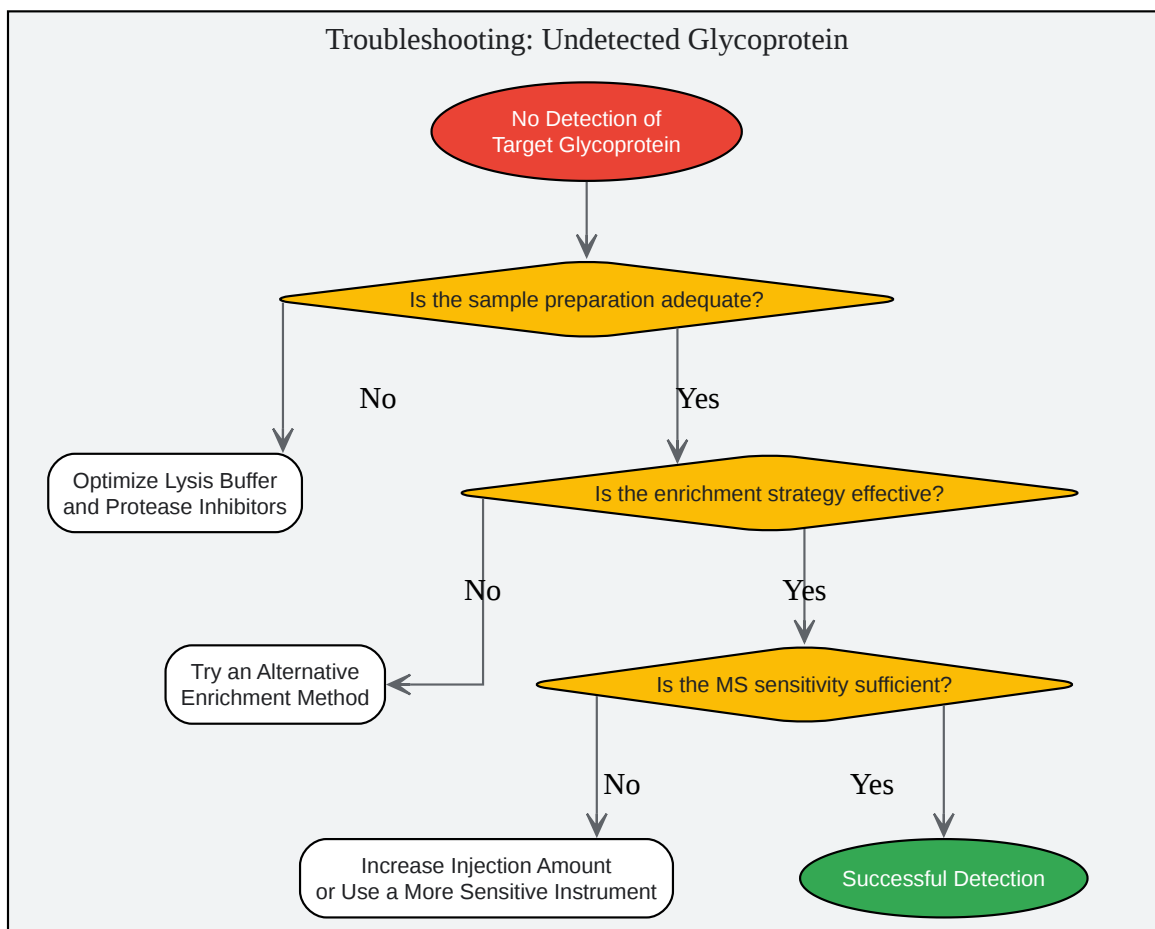 Troubleshooting: Undetected Glycoprotein
No Detection of
Target Glycoprotein
Is the sample preparation adequate?
No
Yes
Optimize Lysis Buffer
and Protease Inhibitors
Is the enrichment strategy effective?
No
Yes
Try an Alternative
Enrichment Method
Is the MS sensitivity sufficient?
No
Yes
Increase Injection Amount
or Use a More Sensitive Instrument
Successful Detection